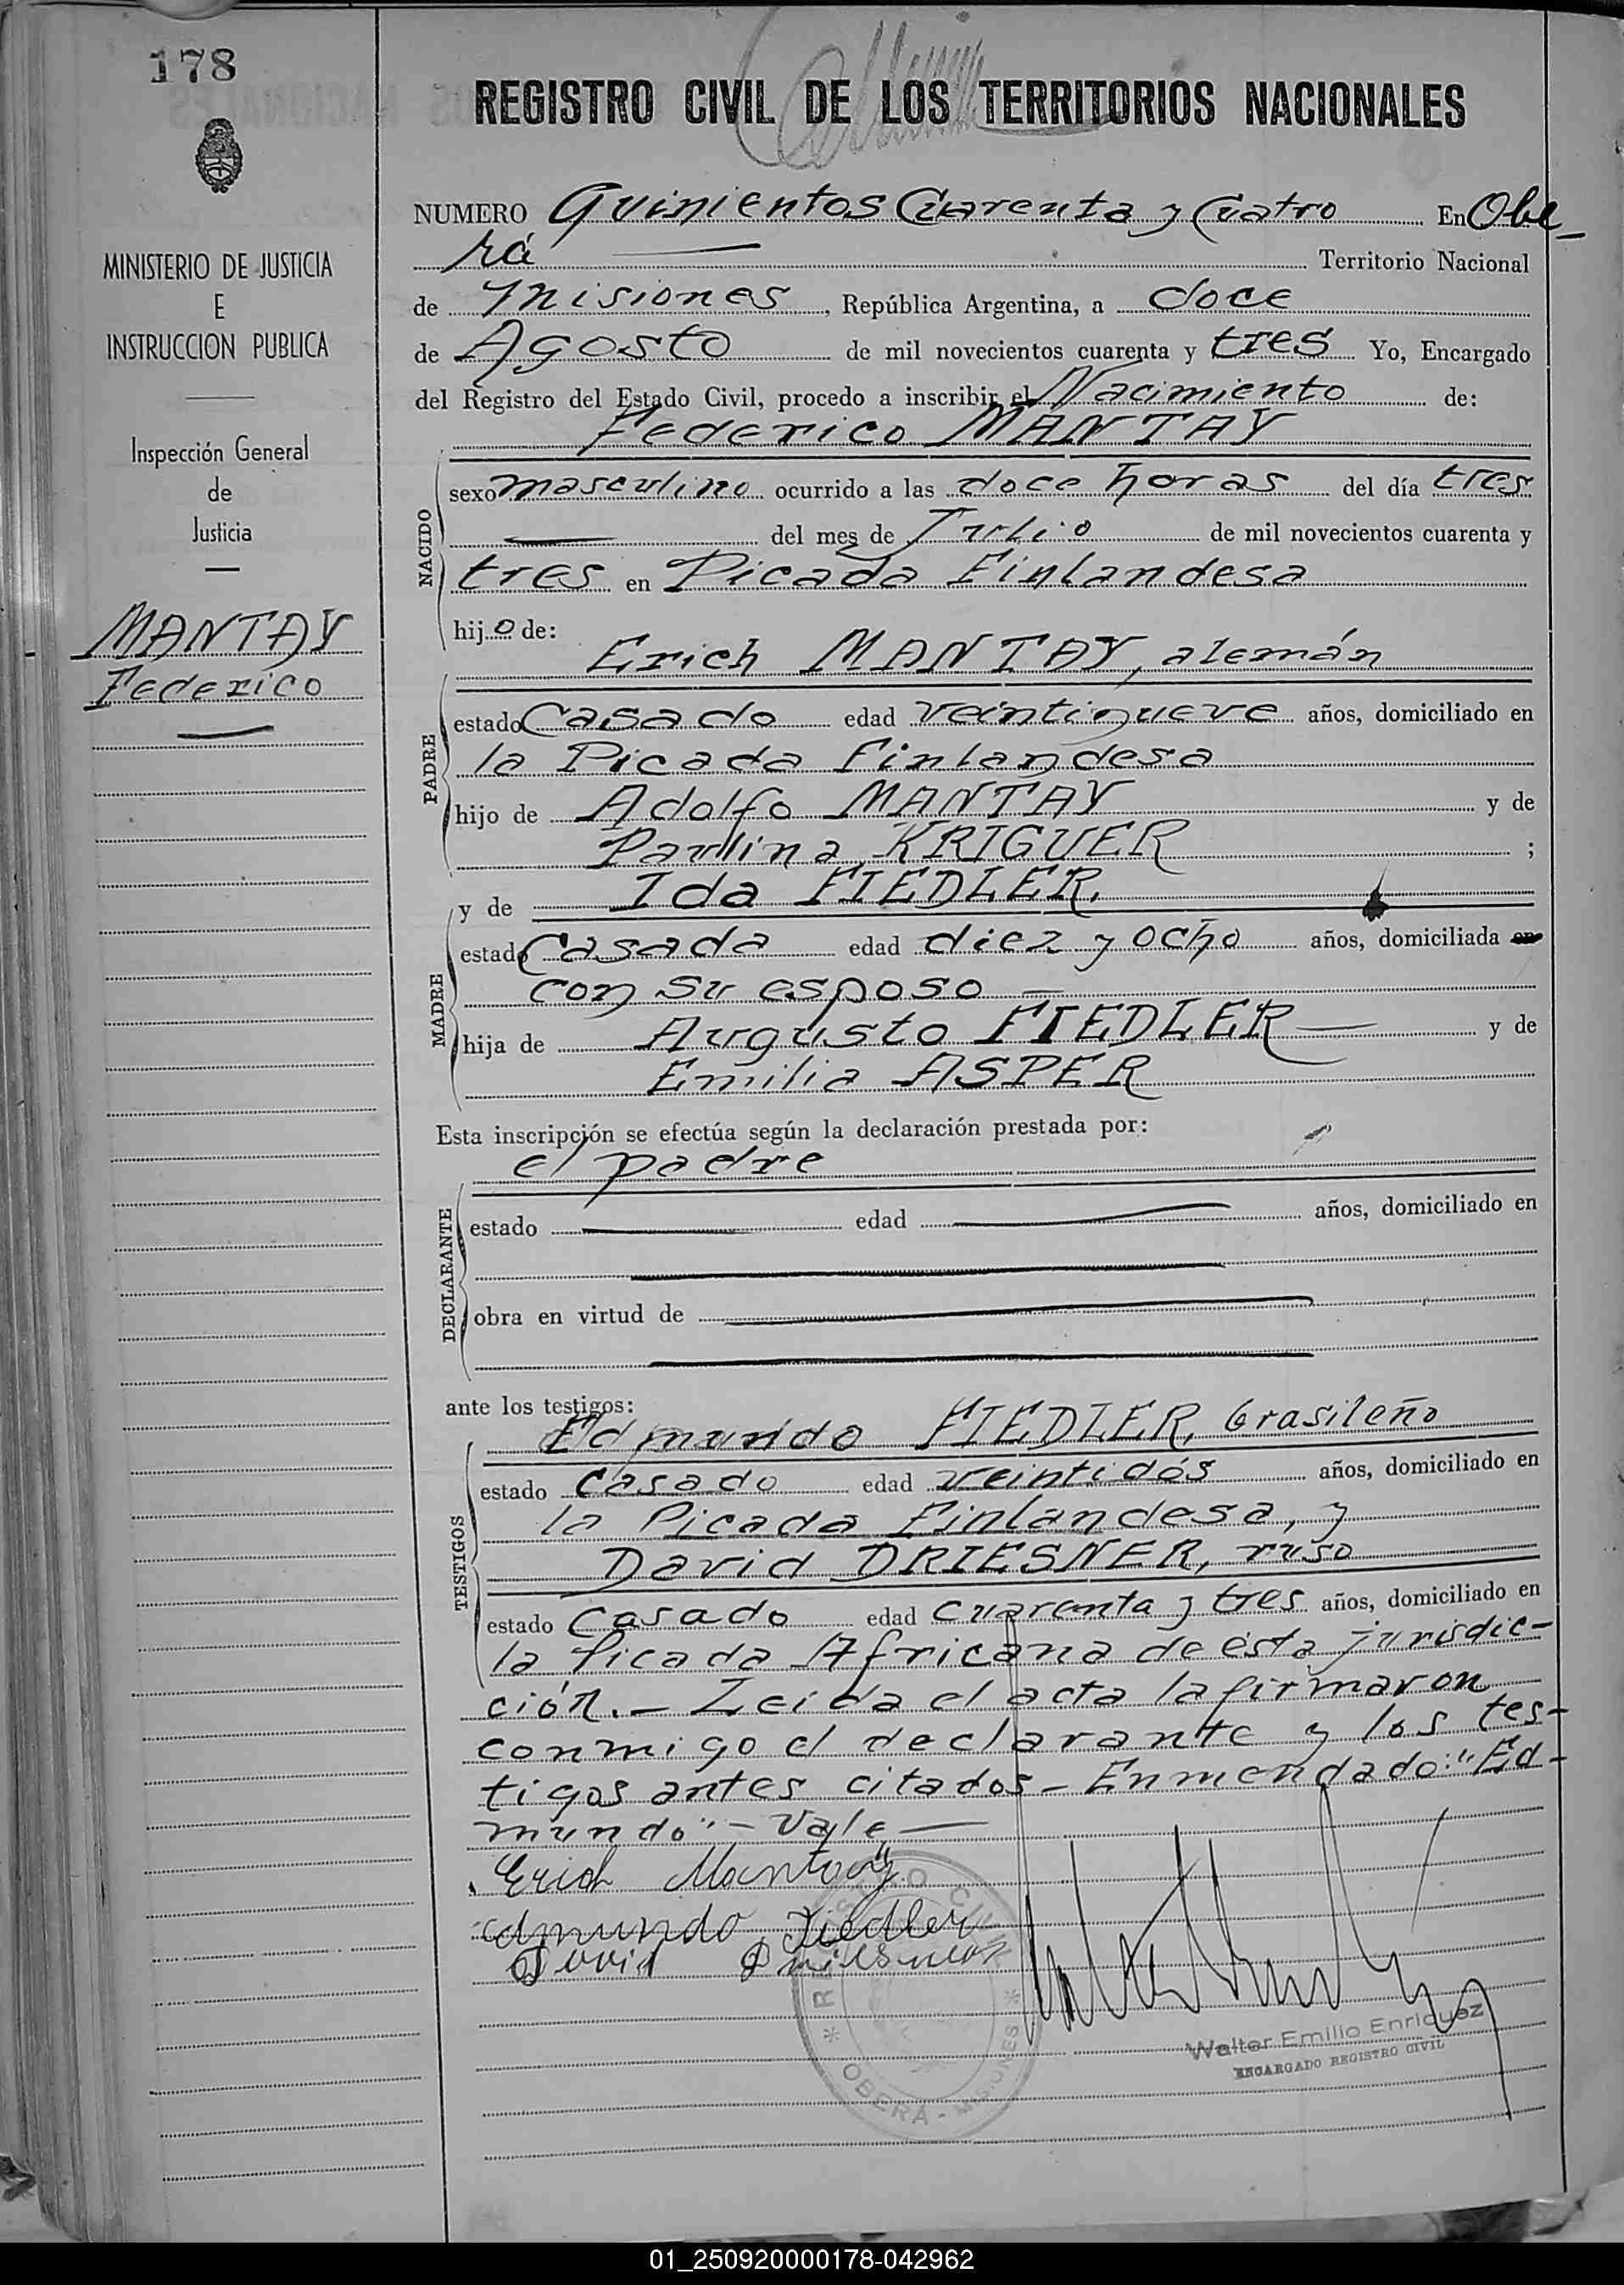 178
MINISTERIO DE JUSTICIA
E
INSTRUCCION PUBLICA
Inspección General
de
Justicia
MANTAY
Federico
REGISTRO CIVIL DE LOS TERRITORIOS NACIONALES
NUMERO Quinientos Cuarenta y Cuatro En Obe_
rá Territorio Nacional
de Misiones, República Argentina, a doce
de Agosto de mil novecientos cuarenta y tres Yo, Encargado
del Registro del Estado Civil, procedo a inscribir el Nacimiento de:
Federico MANTAY
NACIDO
sexo masculino ocurrido a las doce horas del día tres
del mes de Julio de mil novecientos cuarenta y
tres en Picada Finlandesa
hijo de:
Erich MANTAY, alemán
PADRE
estado Casado edad veintinueve años, domiciliado en
la Picada Finlandesa
hijo de Adolfo MANTAY y de
Paulina KRIGUER ;
y de Ida FIEDLER.
MADRE
estado Casada edad diez y ocho años, domiciliada en
con su esposo
hija de Augusto FIEDLER y de
Emilia ASPER
Esta inscripción se efectúa según la declaración prestada por:
el padre
DECLARANTE
estado edad años, domiciliado en
obra en virtud de
ante los testigos:
Edmundo FIEDLER, brasileño
TESTIGOS
estado Casado edad veintidós años, domiciliado en
la Picada Finlandesa, y
David DRIESNER, ruso
estado Casado edad cuarenta y tres años, domiciliado en
la Picada Africana de ésta jurisdic-
ción.- Leída el acta la firmaron
conmigo el declarante y los tes-
tigos antes citados - Enmendado: "Ed-
mundo" - Vale
Erich Mantay
edmundo Fiedler
David Driesner
REGISTRO CIVIL
OBERA - MISIONES
Walter Emilio Enriquez
ENCARGADO REGISTRO CIVIL
01_250920000178-042962